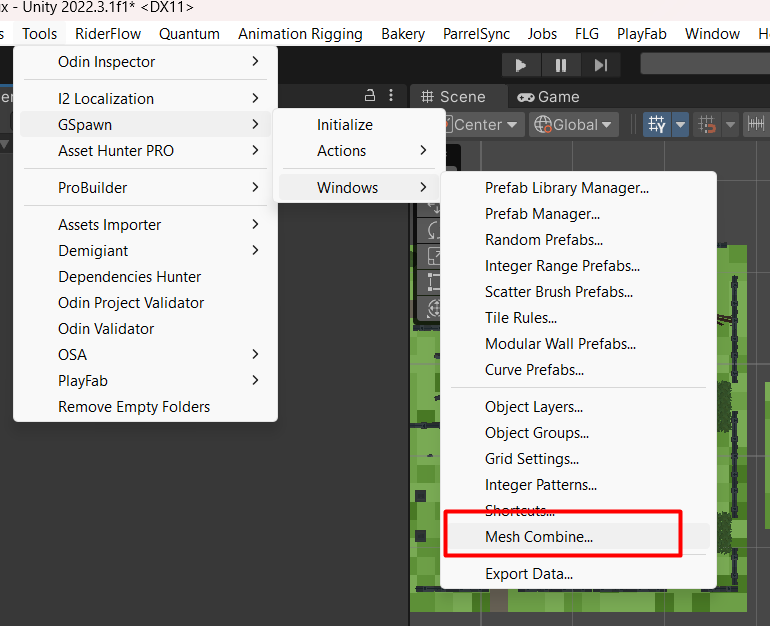 x - Unity 2022.3.1f1* <DX11>
s Tools RiderFlow Quantum Animation Rigging Bakery ParrelSync Jobs FLG PlayFab Window H
Odin Inspector
I2 Localization
GSpawn
Asset Hunter PRO
ProBuilder
Assets Importer
Demigiant
Dependencies Hunter
Odin Project Validator
Odin Validator
OSA
PlayFab
Remove Empty Folders
Initialize
Actions
Windows
Scene Game
Center Global
Prefab Library Manager...
Prefab Manager...
Random Prefabs...
Integer Range Prefabs...
Scatter Brush Prefabs...
Tile Rules...
Modular Wall Prefabs...
Curve Prefabs...
Object Layers...
Object Groups...
Grid Settings...
Integer Patterns...
Shortcuts...
Mesh Combine...
Export Data...